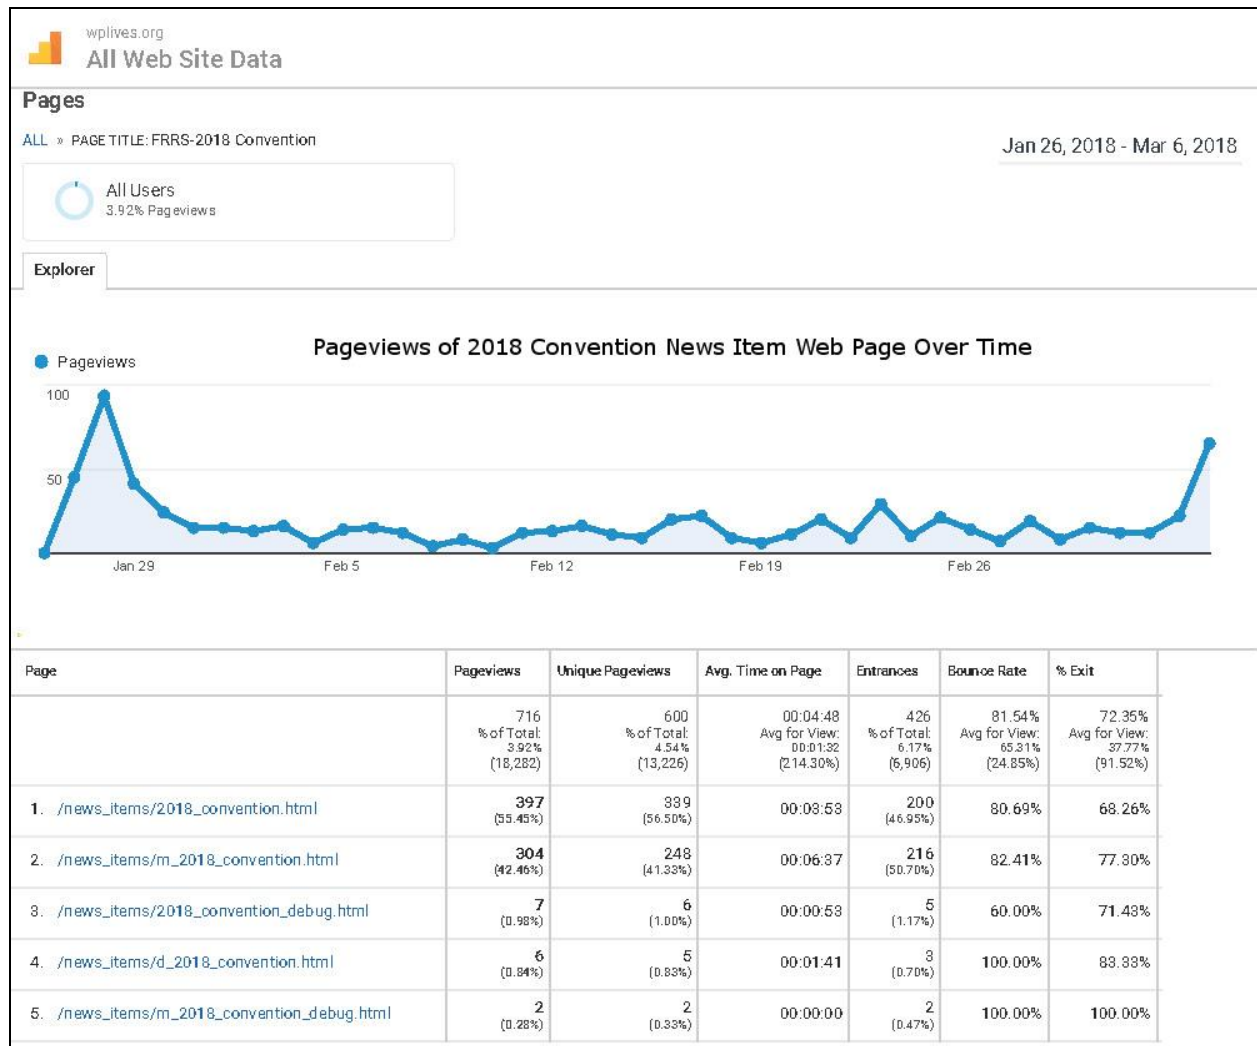 wplives.org
All Web Site Data
Pages
ALL » PAGE TITLE: FRRS-2018 Convention
Jan 26, 2018 - Mar 6, 2018
All Users
3.92% Pageviews
Explorer
Pageviews of 2018 Convention News Item Web Page Over Time
Pageviews
100
50
Jan 29 Feb 5 Feb 12 Feb 19 Feb 26
Page Pageviews Unique Pageviews Avg. Time on Page Entrances Bounce Rate % Exit
716 600 00:04:48 426 81.54% 72.35%
% of Total: % of Total: Avg for View: % of Total: Avg for View: Avg for View:
3.92% 4.54% 00:01:32 6.17% 65.31% 37.77%
(18,282) (13,226) (214.30%) (6,906) (24.85%) (91.52%)
1. /news_items/2018_convention.html 397 339 00:03:53 200 80.69% 68.26%
(55.45%) (56.50%) (46.95%)
2. /news_items/m_2018_convention.html 304 248 00:06:37 216 82.41% 77.30%
(42.46%) (41.33%) (50.70%)
3. /news_items/2018_convention_debug.html 7 6 00:00:53 5 60.00% 71.43%
(0.98%) (1.00%) (1.17%)
4. /news_items/d_2018_convention.html 6 5 00:01:41 3 100.00% 83.33%
(0.84%) (0.83%) (0.70%)
5. /news_items/m_2018_convention_debug.html 2 2 00:00:00 2 100.00% 100.00%
(0.28%) (0.33%) (0.47%)